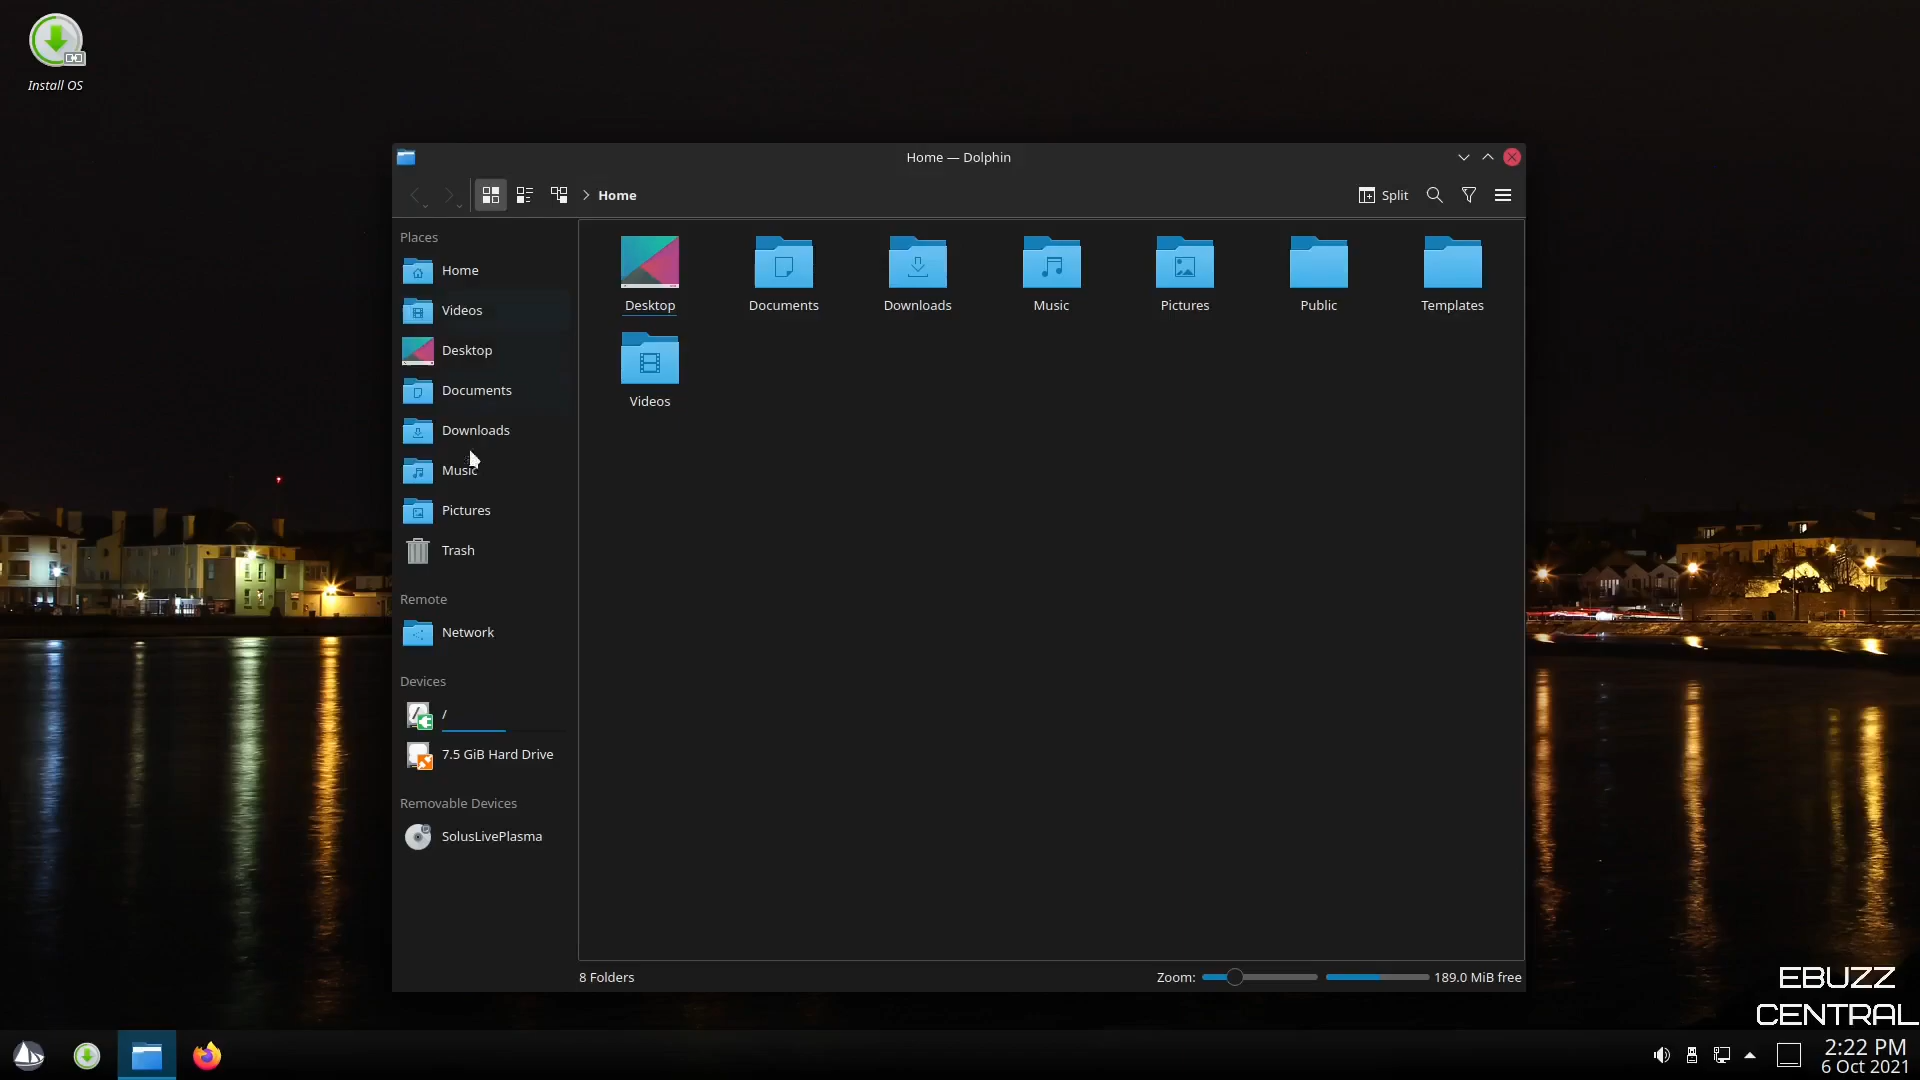 Install OS
Home — Dolphin
Home
Split
Places
Home
Videos
Desktop
Documents
Downloads
Music
Pictures
Trash
Remote
Network
Devices
/
7.5 GiB Hard Drive
Removable Devices
SolusLivePlasma
Desktop
Documents
Downloads
Music
Pictures
Public
Templates
Videos
8 Folders
Zoom:
189.0 MiB free
EBUZZ
CENTRAL
2:22 PM
6 Oct 2021